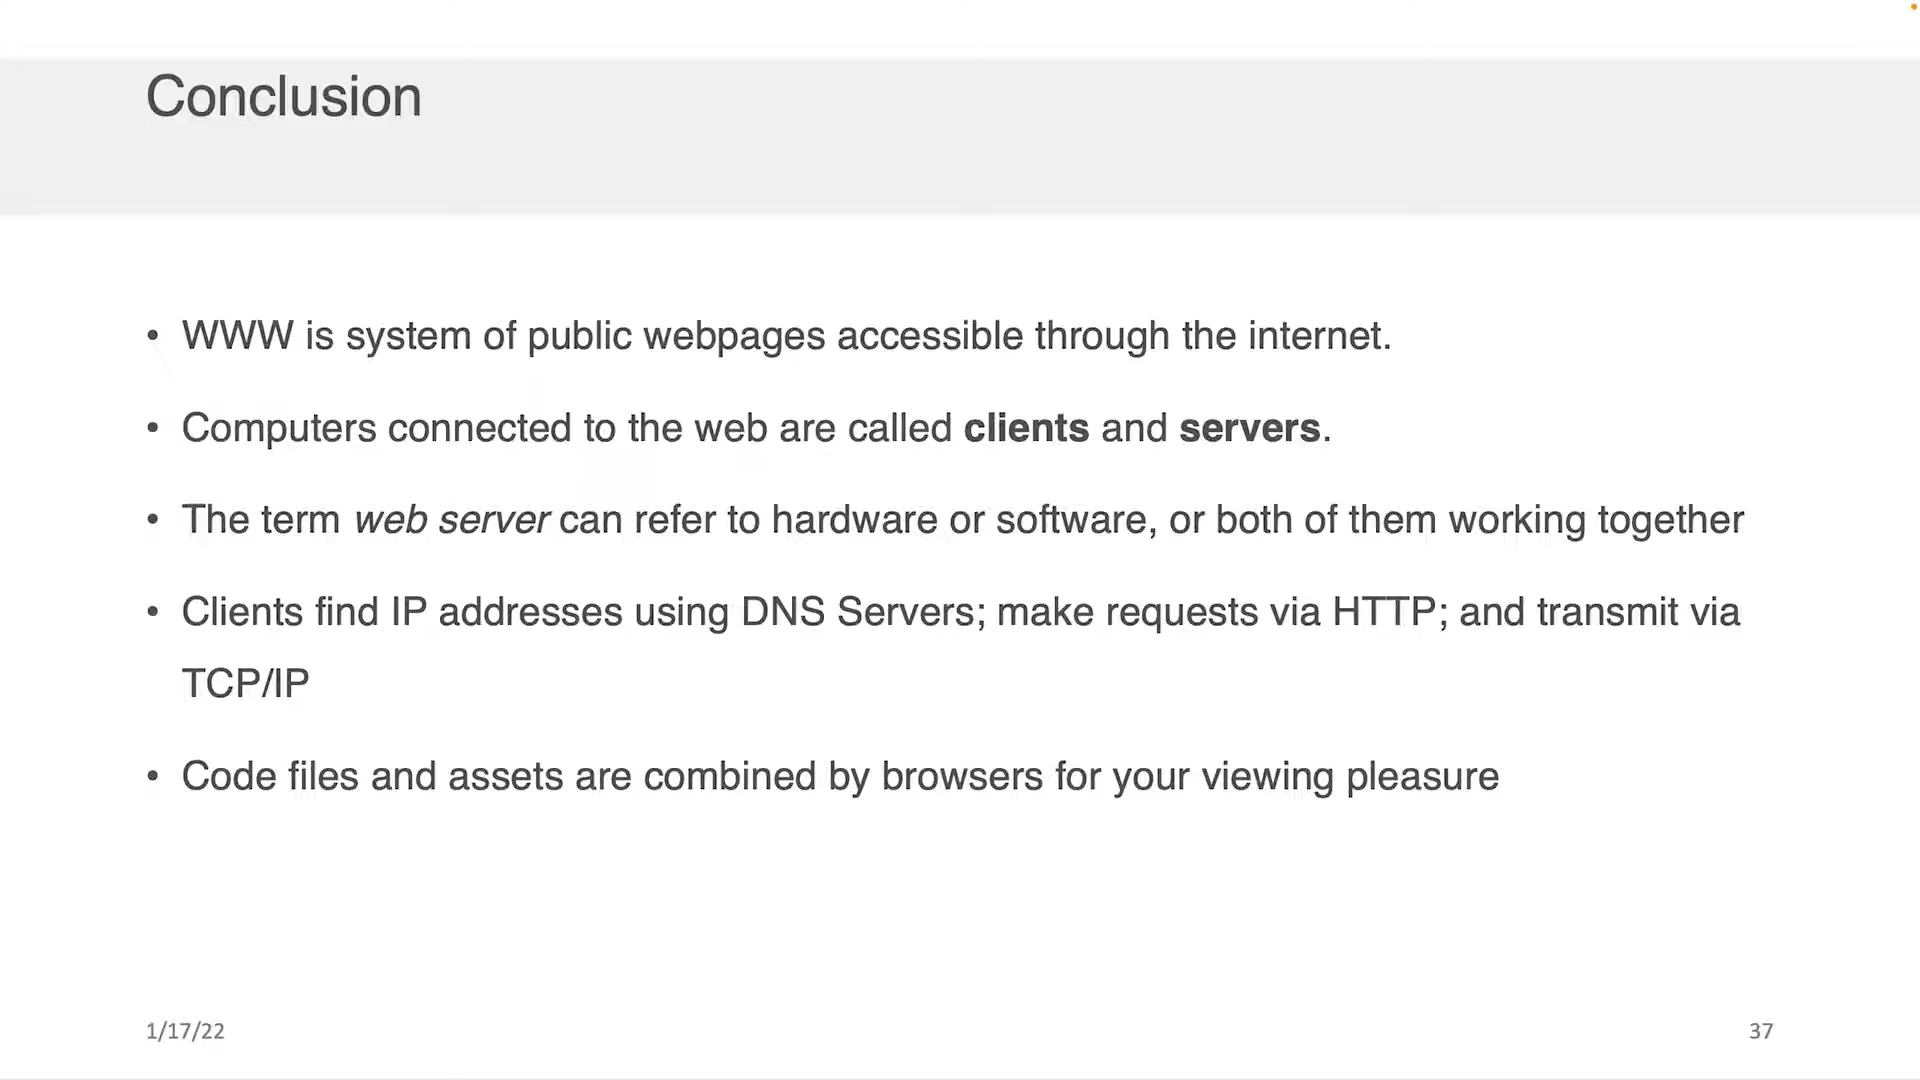 Conclusion
• WWW is system of public webpages accessible through the internet.
• Computers connected to the web are called clients and servers.
• The term web server can refer to hardware or software, or both of them working together
• Clients find IP addresses using DNS Servers; make requests via HTTP; and transmit via
TCP/IP
• Code files and assets are combined by browsers for your viewing pleasure
1/17/22
37